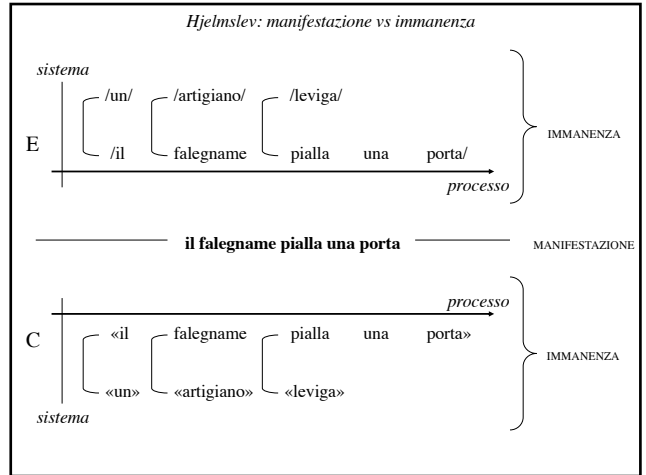 Hjelmslev: manifestazione vs immanenza
sistema
/un/ /artigiano/ /leviga/
E IMMANENZA
/il falegname pialla una porta/
processo
il falegname pialla una porta MANIFESTAZIONE
processo
«il falegname pialla una porta»
C IMMANENZA
«un» «artigiano» «leviga»
sistema